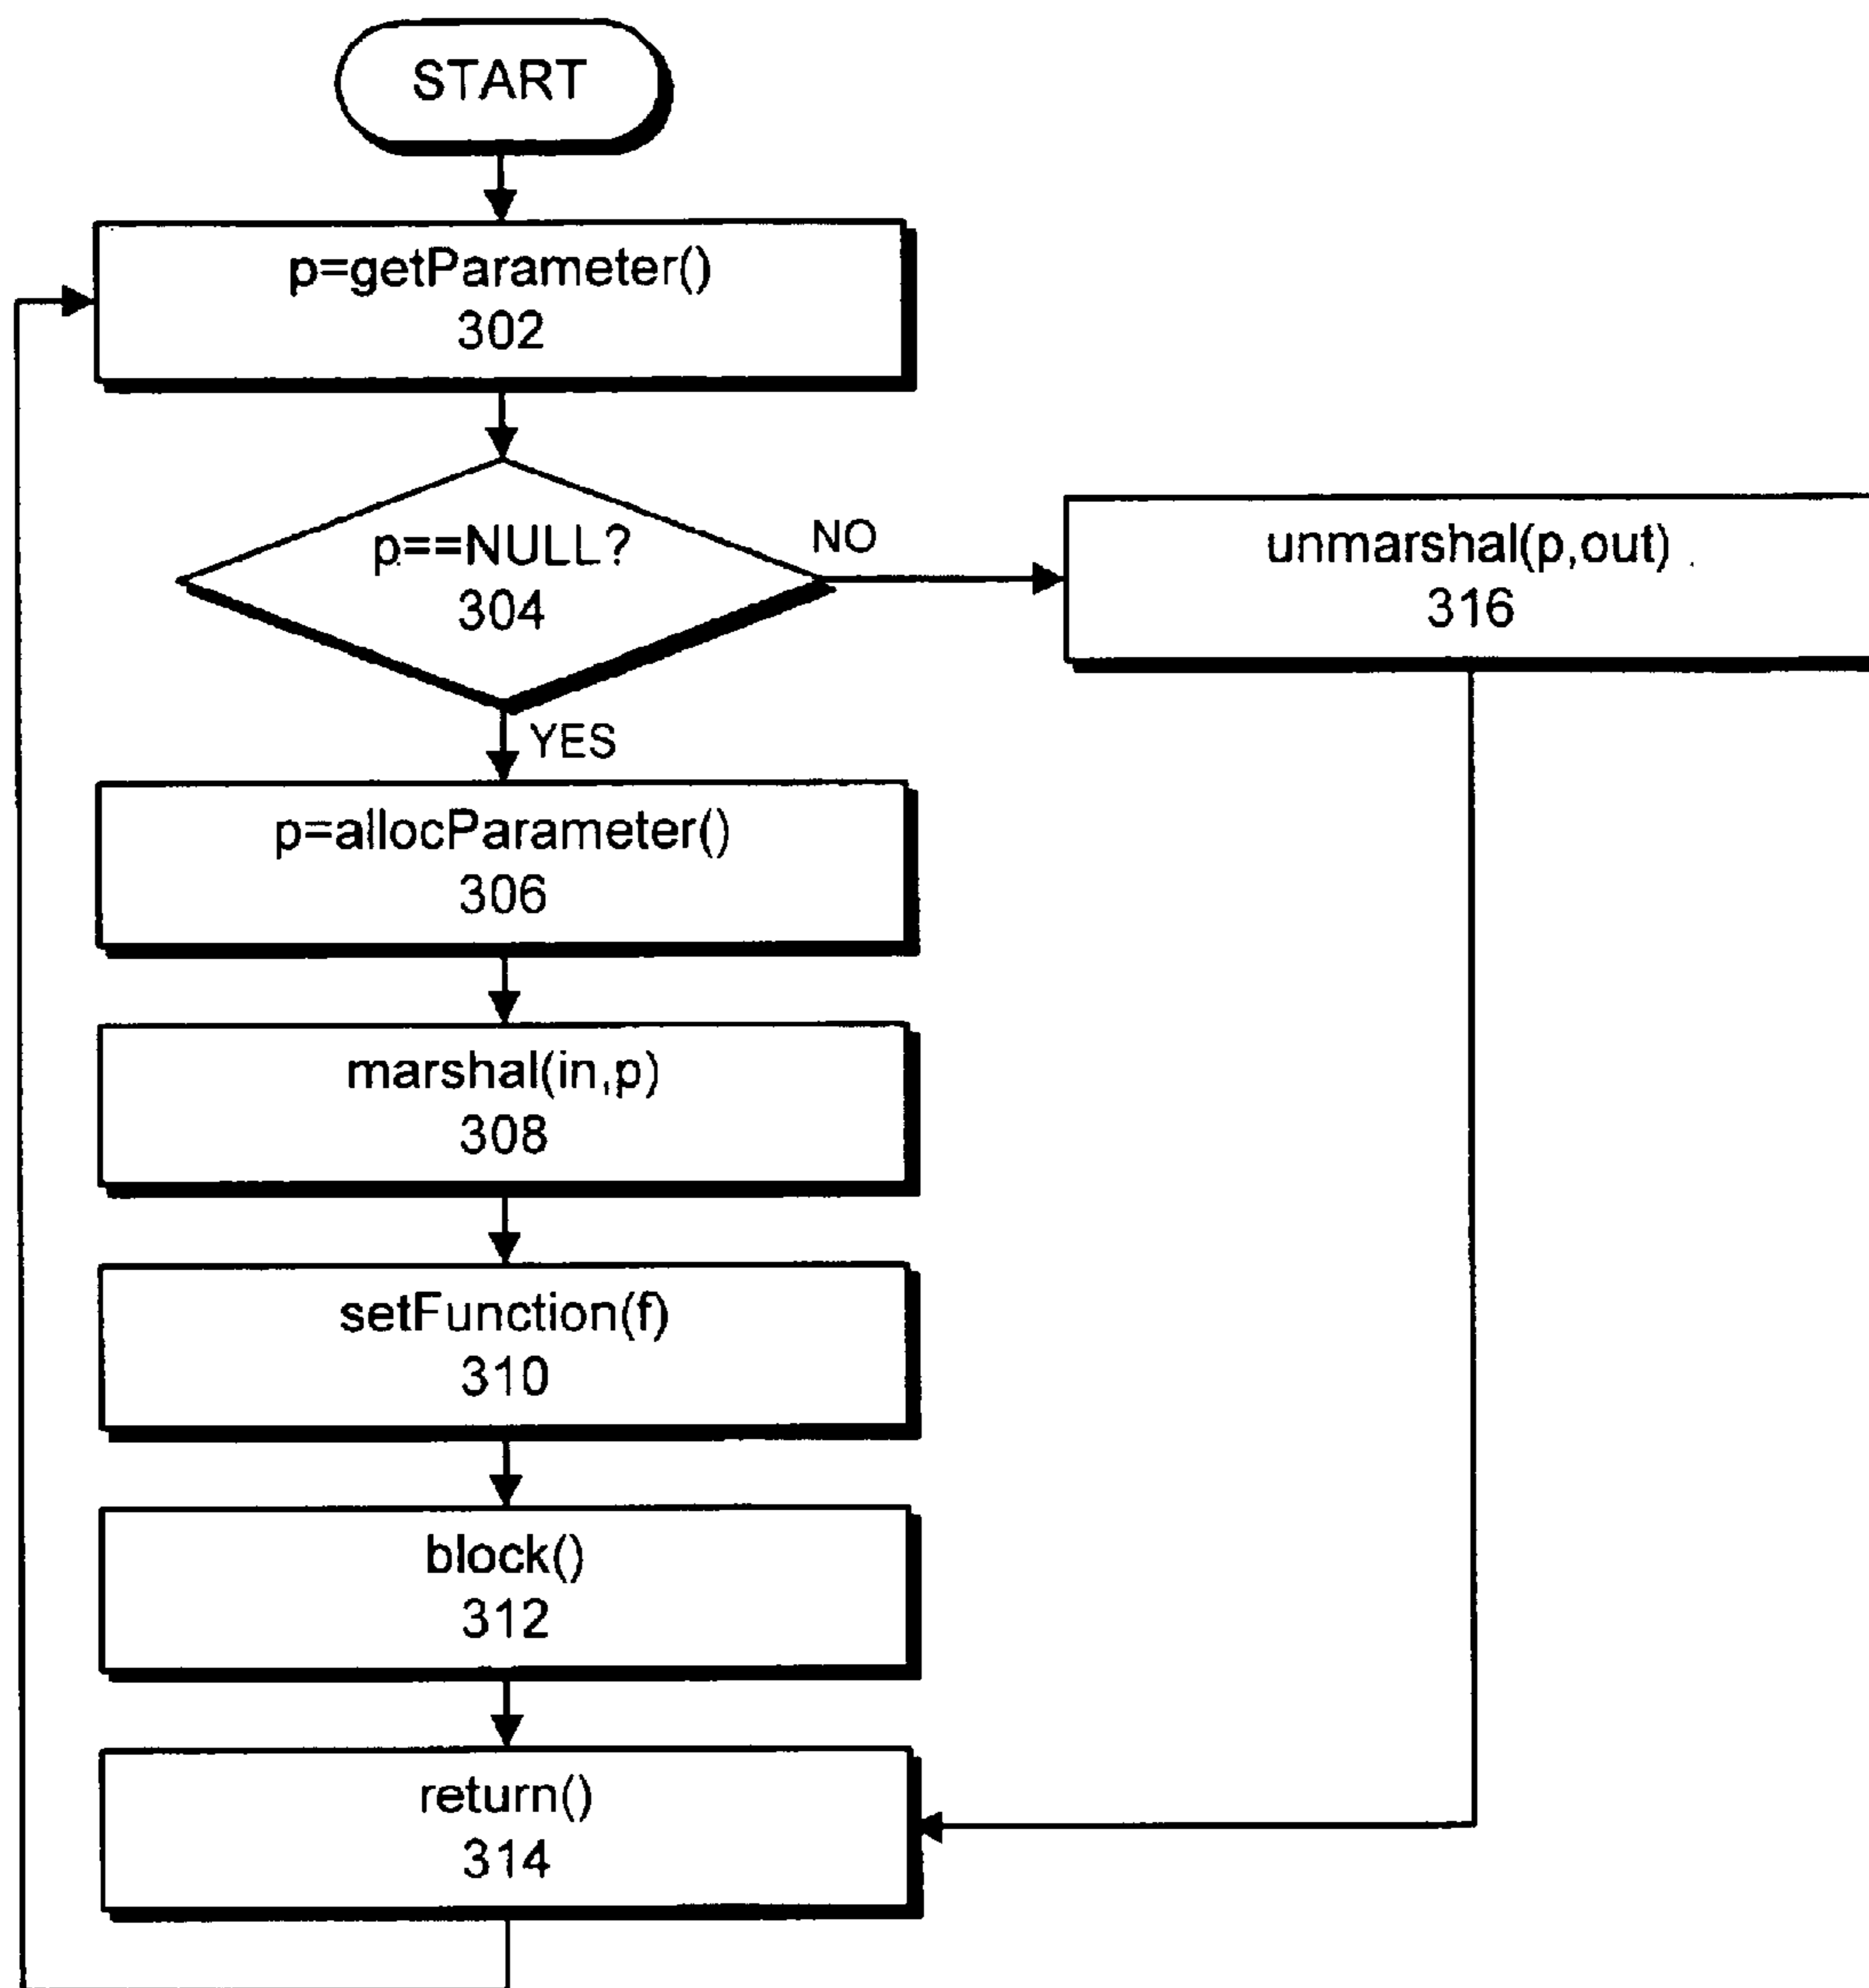 START
p=getParameter()
302
p==NULL?
304
NO
unmarshal(p,out)
316
YES
p=allocParameter()
306
marshal(in,p)
308
setFunction(f)
310
block()
312
return()
314